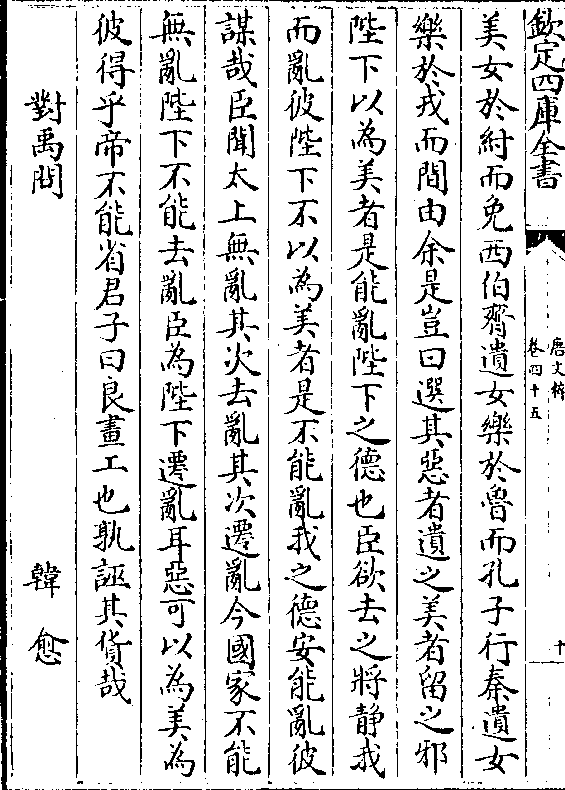 欽定四庫全書
唐文粹
卷四十五
十
美女於紂而免西伯齊遺女樂於魯而孔子行秦遺女
樂於戎而間由余是豈曰選其惡者遺之美者留之邪
陛下以為美者是能亂陛下之德也臣欲去之將静我
而亂彼陛下不以為美者是不能亂我之德安能亂彼
謀哉臣聞太上無亂其次去亂其次遷亂今國家不能
無亂陛下不能去亂臣為陛下遷亂耳惡可以為美為
彼得乎帝不能省君子曰良畫工也孰誣其貨哉
對禹問 韓愈